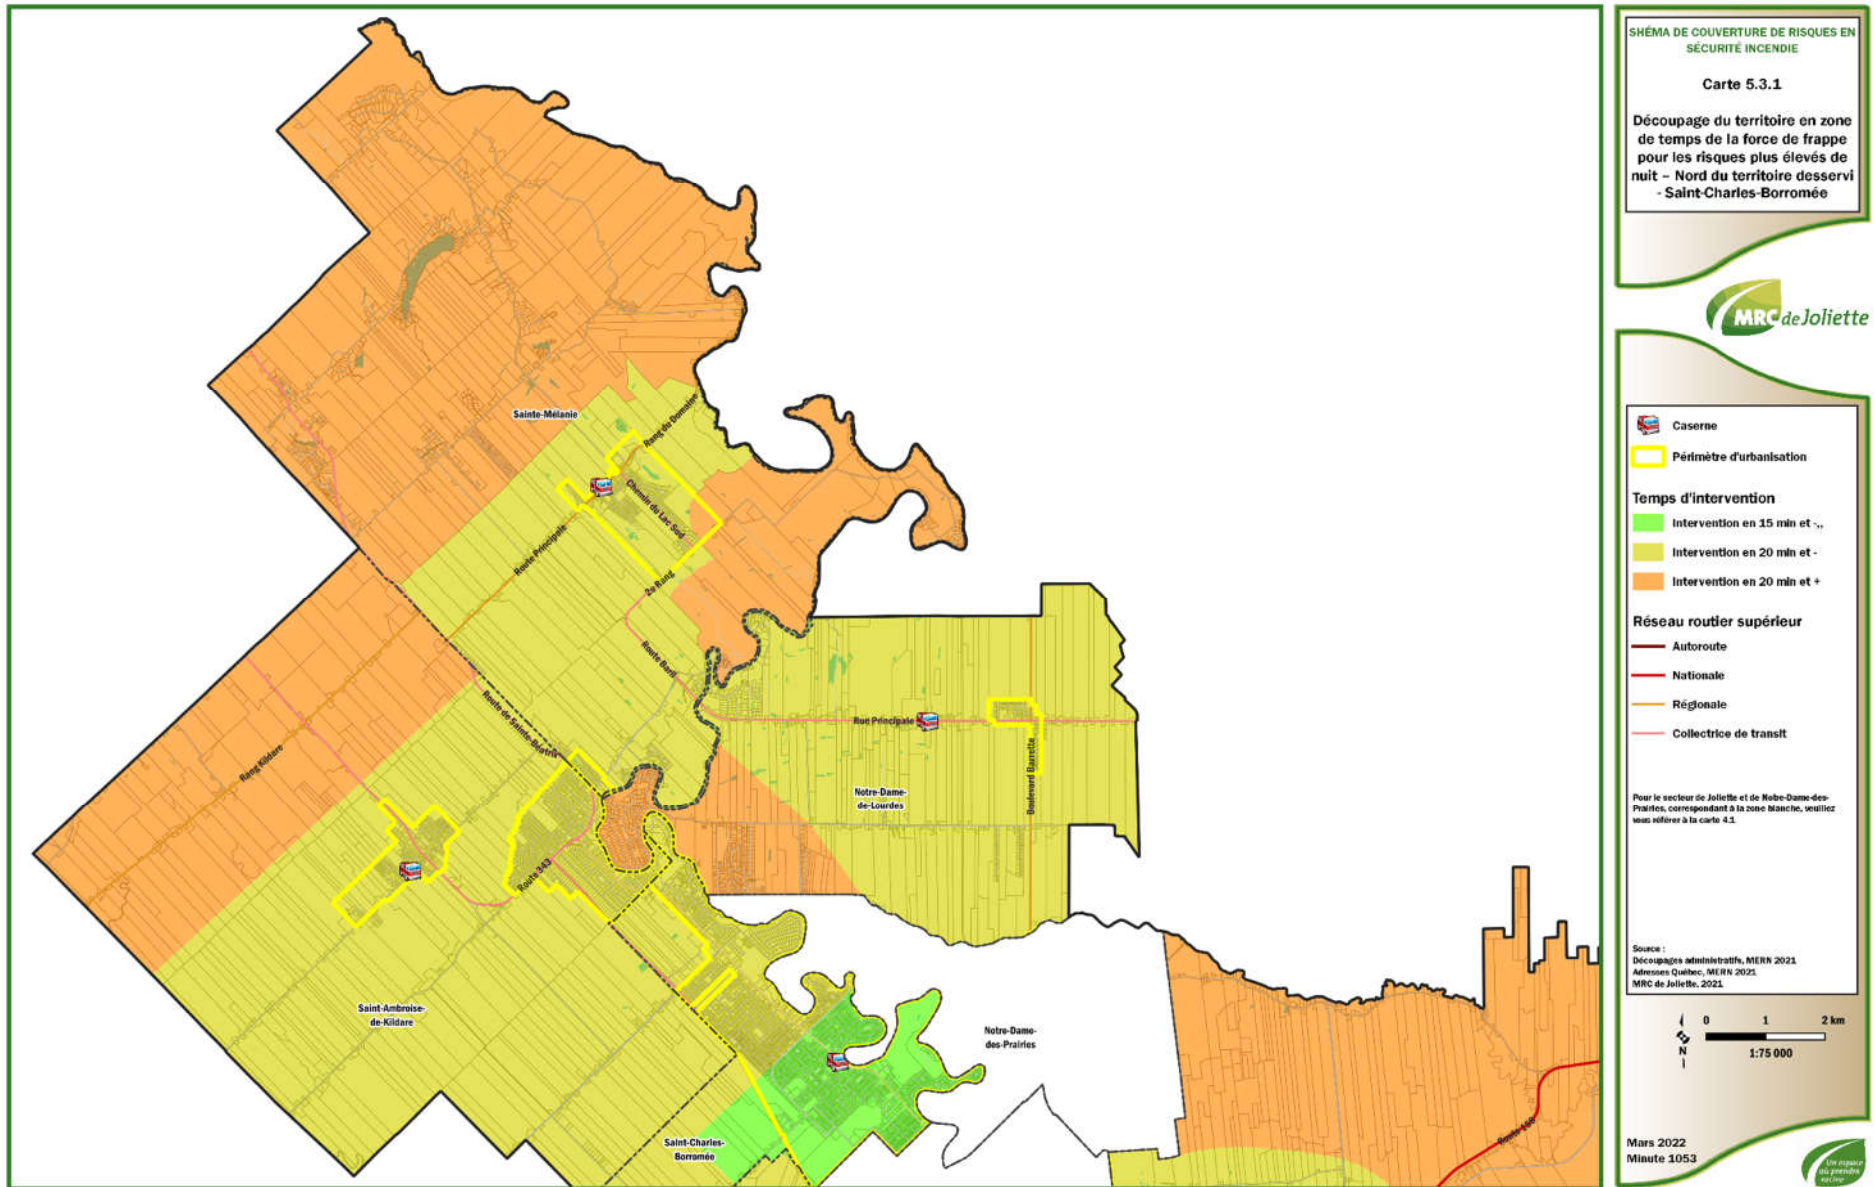 SHÉMA DE COUVERTURE DE RISQUES EN
SÉCURITÉ INCENDIE
Carte 5.3.1
Découpage du territoire en zone
de temps de la force de frappe
pour les risques plus élevés de
nuit – Nord du territoire desservi
- Saint-Charles-Borromée
MRC de Joliette
Caserne
Périmètre d'urbanisation
Temps d'intervention
Intervention en 15 min et -,,
Intervention en 20 min et -
Intervention en 20 min et +
Réseau routier supérieur
Autoroute
Nationale
Régionale
Collectrice de transit
Pour le secteur de Joliette et de Notre-Dame-des-
Prairies, correspondant à la zone blanche, veuillez
vous référer à la carte 4.1
Source :
Découpages administratifs, MERN 2021
Adresses Québec, MERN 2021
MRC de Joliette, 2021
0 1 2 km
1:75 000
N
Mars 2022
Minute 1053
Un espace
où prendre
racine
Sainte-Mélanie
Rang du Domaine
Chemin du Lac Sud
Route Principale
2e Rang
Route Baril
Route de Sainte-Béatrix
Rang Kildare
Rue Principale
Boulevard Barrette
Notre-Dame-
de-Lourdes
Route 343
Saint-Ambroise-
de-Kildare
Notre-Dame-
des-Prairies
Saint-Charles-
Borromée